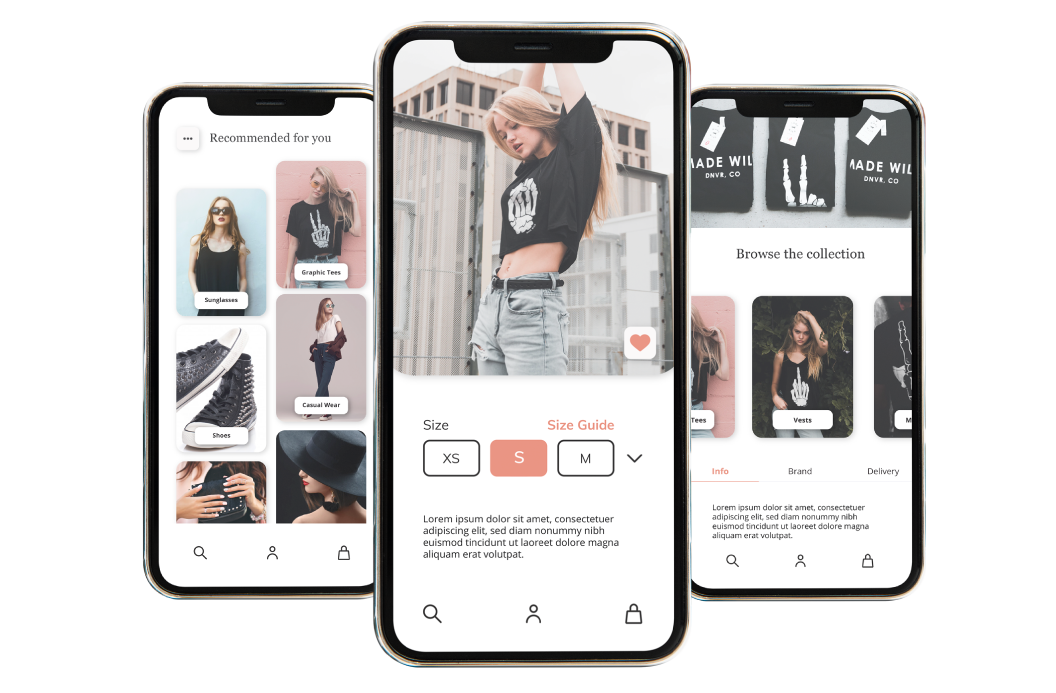 Recommended for you
Graphic Tees
Sunglasses
Casual Wear
Shoes
Size
Size Guide
XS
S
M
Lorem ipsum dolor sit amet, consectetuer
adipiscing elit, sed diam nonummy nibh
euismod tincidunt ut laoreet dolore magna
aliquam erat volutpat.
MADE WIL
DNVR, CO
MADE WIL
DNVR, CO
Browse the collection
Tees
Vests
M
Info
Brand
Delivery
Lorem ipsum dolor sit amet, consectetuer
adipiscing elit, sed diam nonummy nibh
euismod tincidunt ut laoreet dolore magna
aliquam erat volutpat.